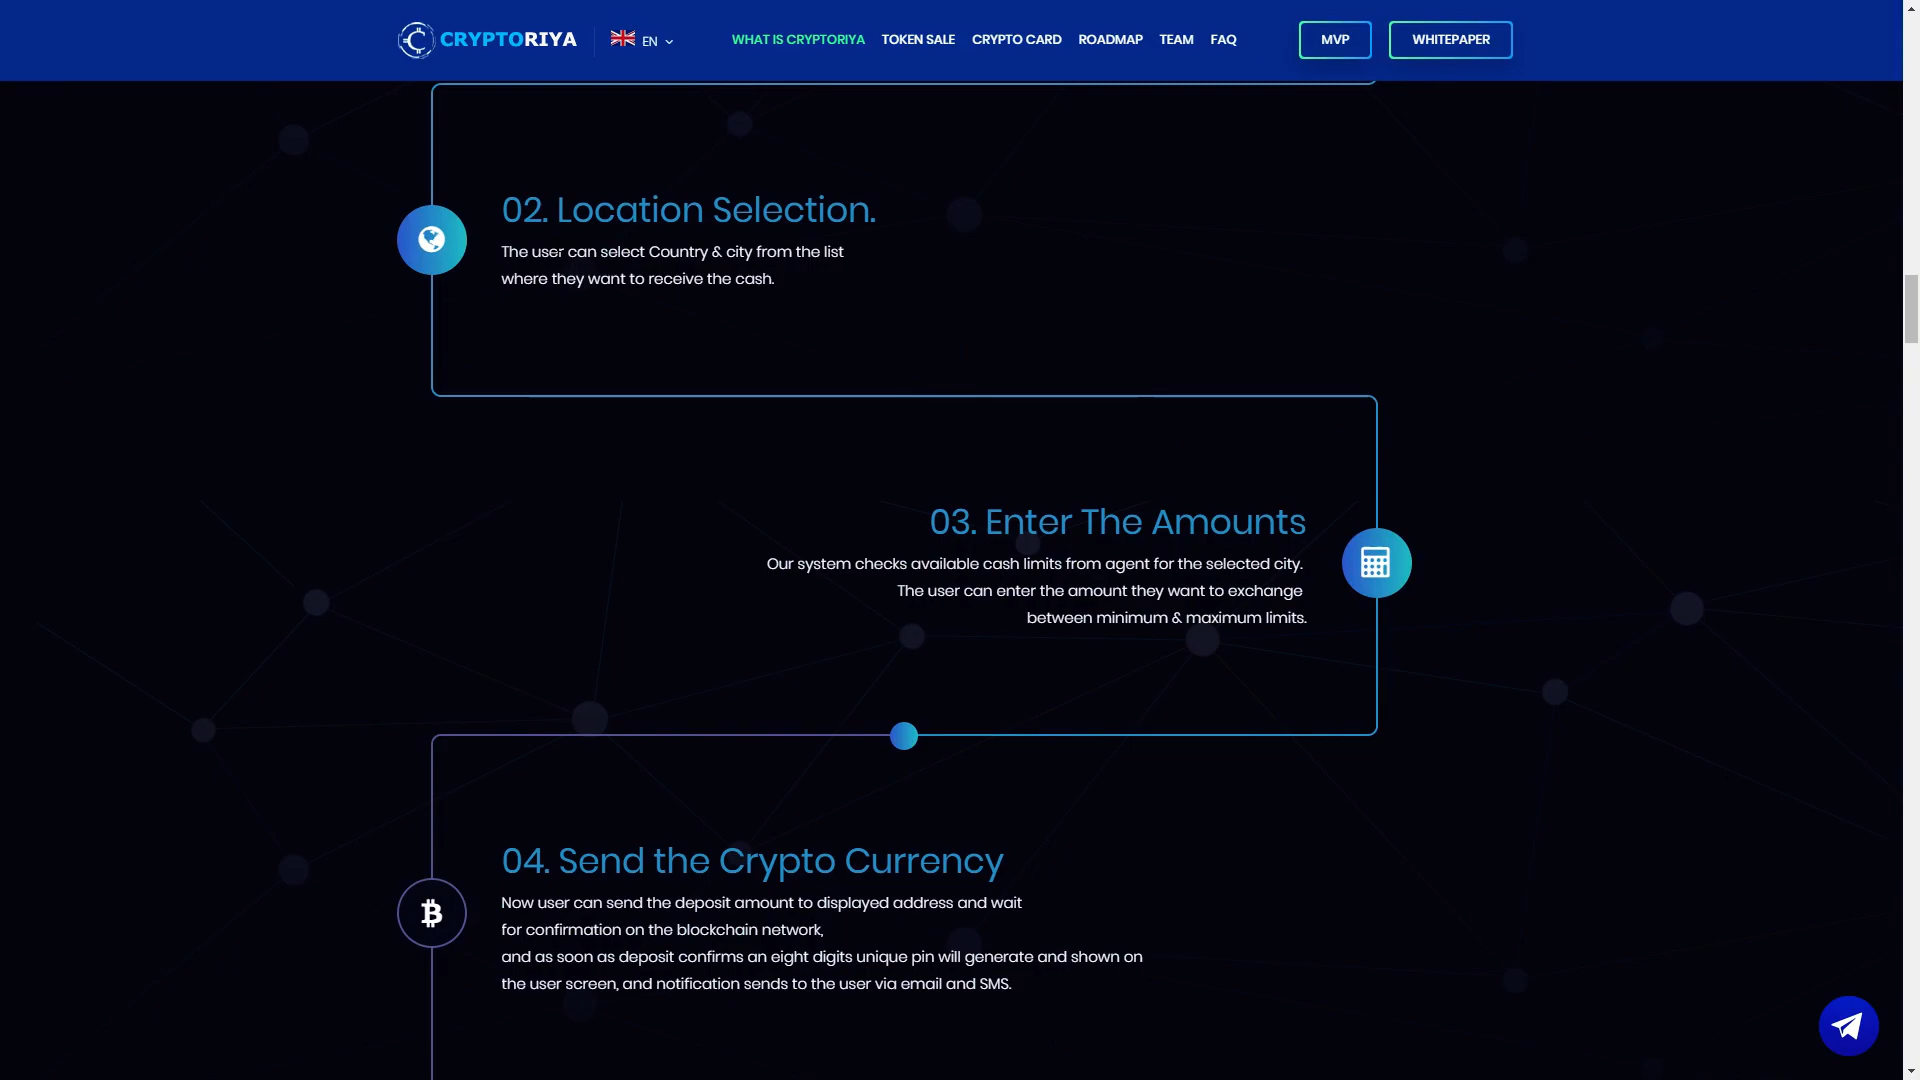 CRYPTORIYA
EN
WHAT IS CRYPTORIYA
TOKEN SALE
CRYPTO CARD
ROADMAP
TEAM
FAQ
MVP
WHITEPAPER
02. Location Selection.
The user can select Country & city from the list
where they want to receive the cash.
03. Enter The Amounts
Our system checks available cash limits from agent for the selected city.
The user can enter the amount they want to exchange
between minimum & maximum limits.
04. Send the Crypto Currency
Now user can send the deposit amount to displayed address and wait
for confirmation on the blockchain network,
and as soon as deposit confirms an eight digits unique pin will generate and shown on
the user screen, and notification sends to the user via email and SMS.